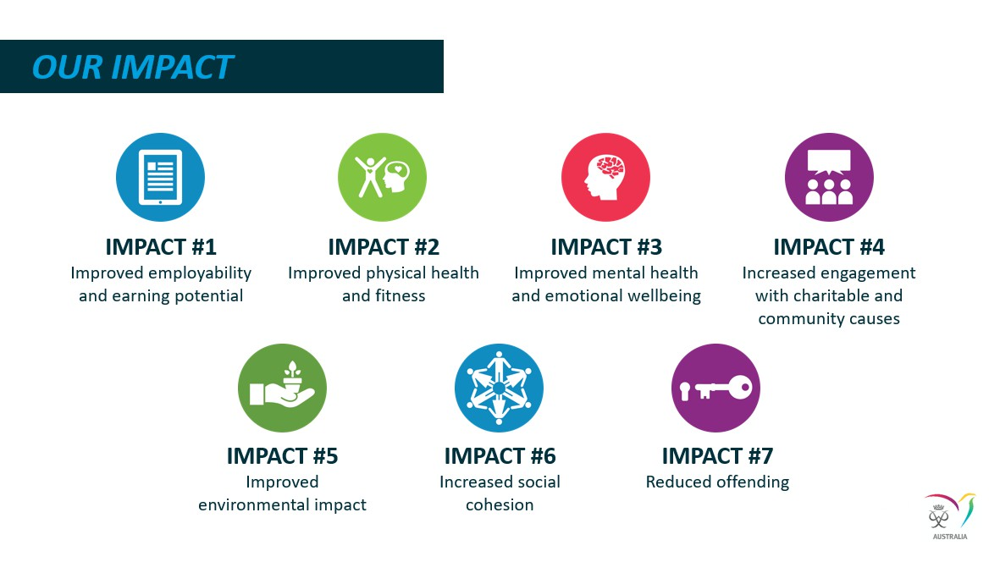 OUR IMPACT
IMPACT #1
Improved employability
and earning potential
IMPACT #2
Improved physical health
and fitness
IMPACT #3
Improved mental health
and emotional wellbeing
IMPACT #4
Increased engagement
with charitable and
community causes
IMPACT #5
Improved
environmental impact
IMPACT #6
Increased social
cohesion
IMPACT #7
Reduced offending
AUSTRALIA